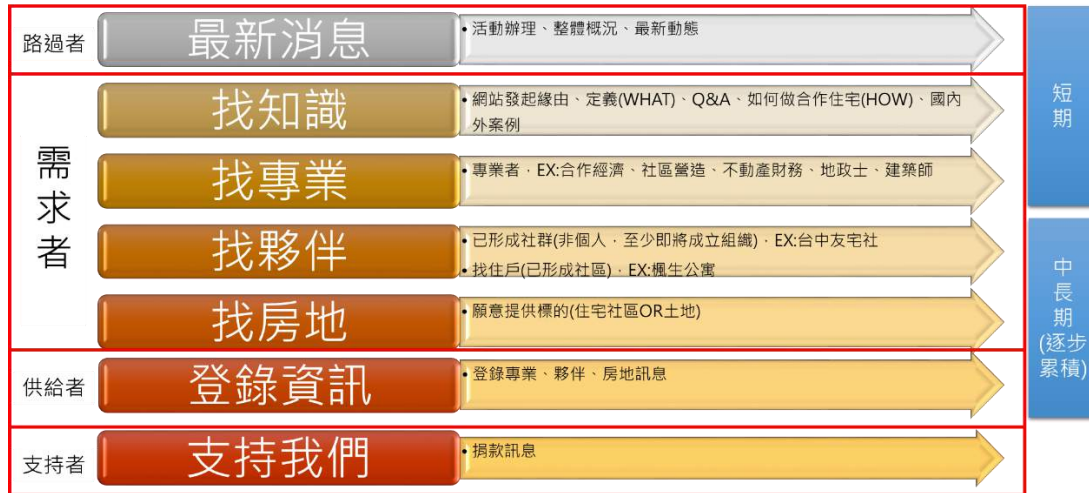 路過者
最新消息
•活動辦理、整體概況、最新動態
需求者
找知識
•網站發起緣由、定義(WHAT)、Q&A、如何做合作住宅(HOW)、國內
外案例
找專業
•專業者，EX:合作經濟、社區營造、不動產財務、地政士、建築師
找夥伴
•已形成社群(非個人，至少即將成立組織)，EX:台中友宅社
•找住戶(已形成社區)，EX:楓生公寓
找房地
•願意提供標的(住宅社區OR土地)
供給者
登錄資訊
•登錄專業、夥伴、房地訊息
支持者
支持我們
•捐款訊息
短期
中長期
(逐步
累積)